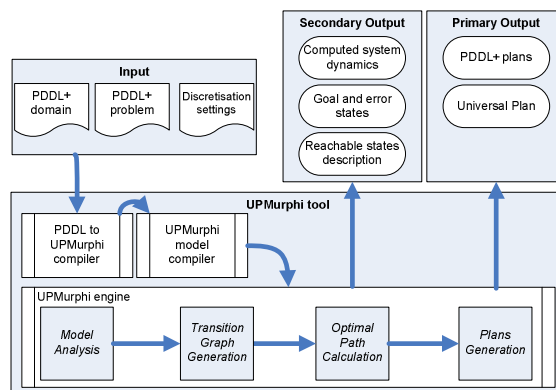 Secondary Output
Computed system
dynamics
Goal and error
states
Reachable states
description
Primary Output
PDDL+ plans
Universal Plan
Input
PDDL+
domain
PDDL+
problem
Discretisation
settings
UPMurphi tool
PDDL to
UPMurphi
compiler
UPMurphi
model
compiler
UPMurphi engine
Model
Analysis
Transition
Graph
Generation
Optimal
Path
Calculation
Plans
Generation